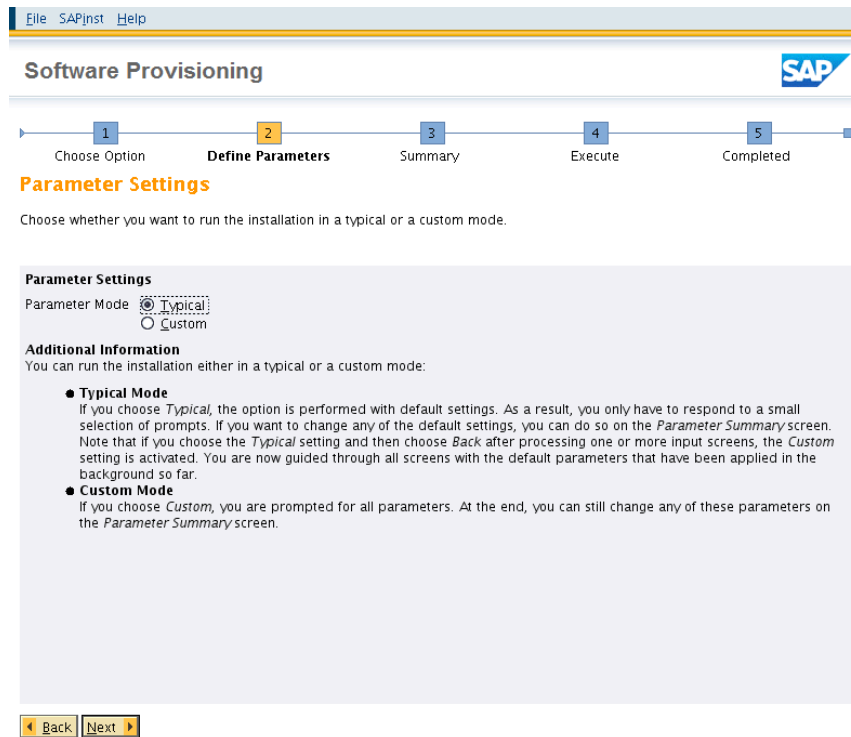 File SAPinst Help
Software Provisioning
SAP
1 2 3 4 5
Choose Option Define Parameters Summary Execute Completed
Parameter Settings
Choose whether you want to run the installation in a typical or a custom mode.
Parameter Settings
Parameter Mode Typical
Custom
Additional Information
You can run the installation either in a typical or a custom mode:
Typical Mode
If you choose Typical, the option is performed with default settings. As a result, you only have to respond to a small
selection of prompts. If you want to change any of the default settings, you can do so on the Parameter Summary screen.
Note that if you choose the Typical setting and then choose Back after processing one or more input screens, the Custom
setting is activated. You are now guided through all screens with the default parameters that have been applied in the
background so far.
Custom Mode
If you choose Custom, you are prompted for all parameters. At the end, you can still change any of these parameters on
the Parameter Summary screen.
Back Next